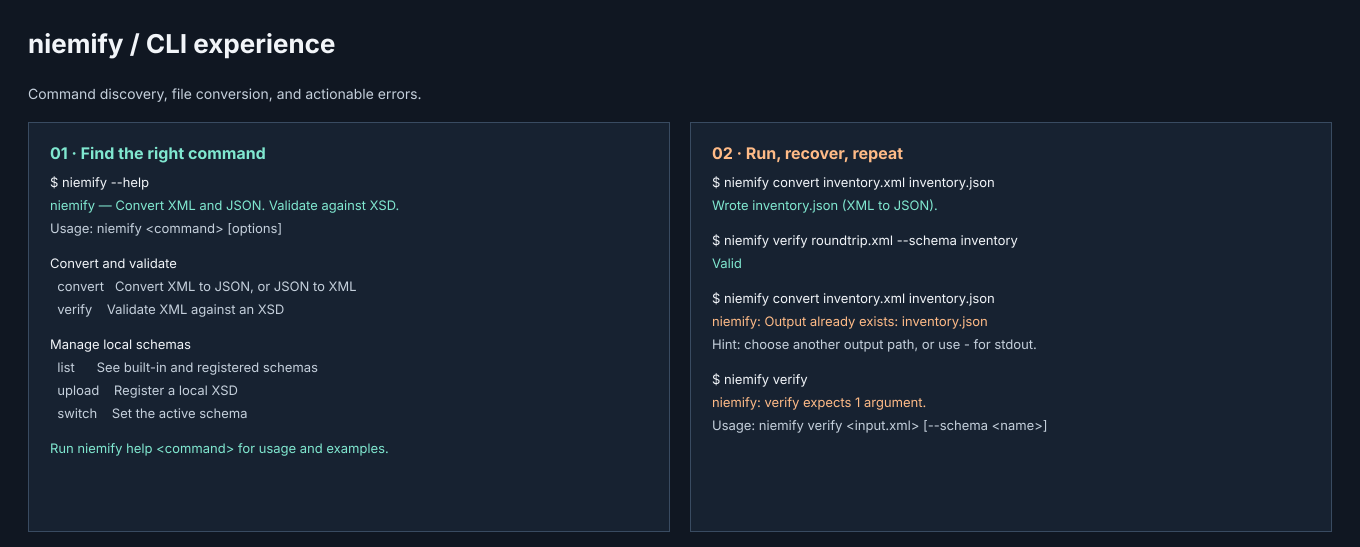 niemify / CLI experience
Command discovery, file conversion, and actionable errors.
01 · Find the right command
$ niemify --help
niemify — Convert XML and JSON. Validate against XSD.
Usage: niemify <command> [options]
Convert and validate
convert   Convert XML to JSON, or JSON to XML
verify    Validate XML against an XSD
Manage local schemas
list      See built-in and registered schemas
upload    Register a local XSD
switch    Set the active schema
Run niemify help <command> for usage and examples.
02 · Run, recover, repeat
$ niemify convert inventory.xml inventory.json
Wrote inventory.json (XML to JSON).
$ niemify verify roundtrip.xml --schema inventory
Valid
$ niemify convert inventory.xml inventory.json
niemify: Output already exists: inventory.json
Hint: choose another output path, or use - for stdout.
$ niemify verify
niemify: verify expects 1 argument.
Usage: niemify verify <input.xml> [--schema <name>]